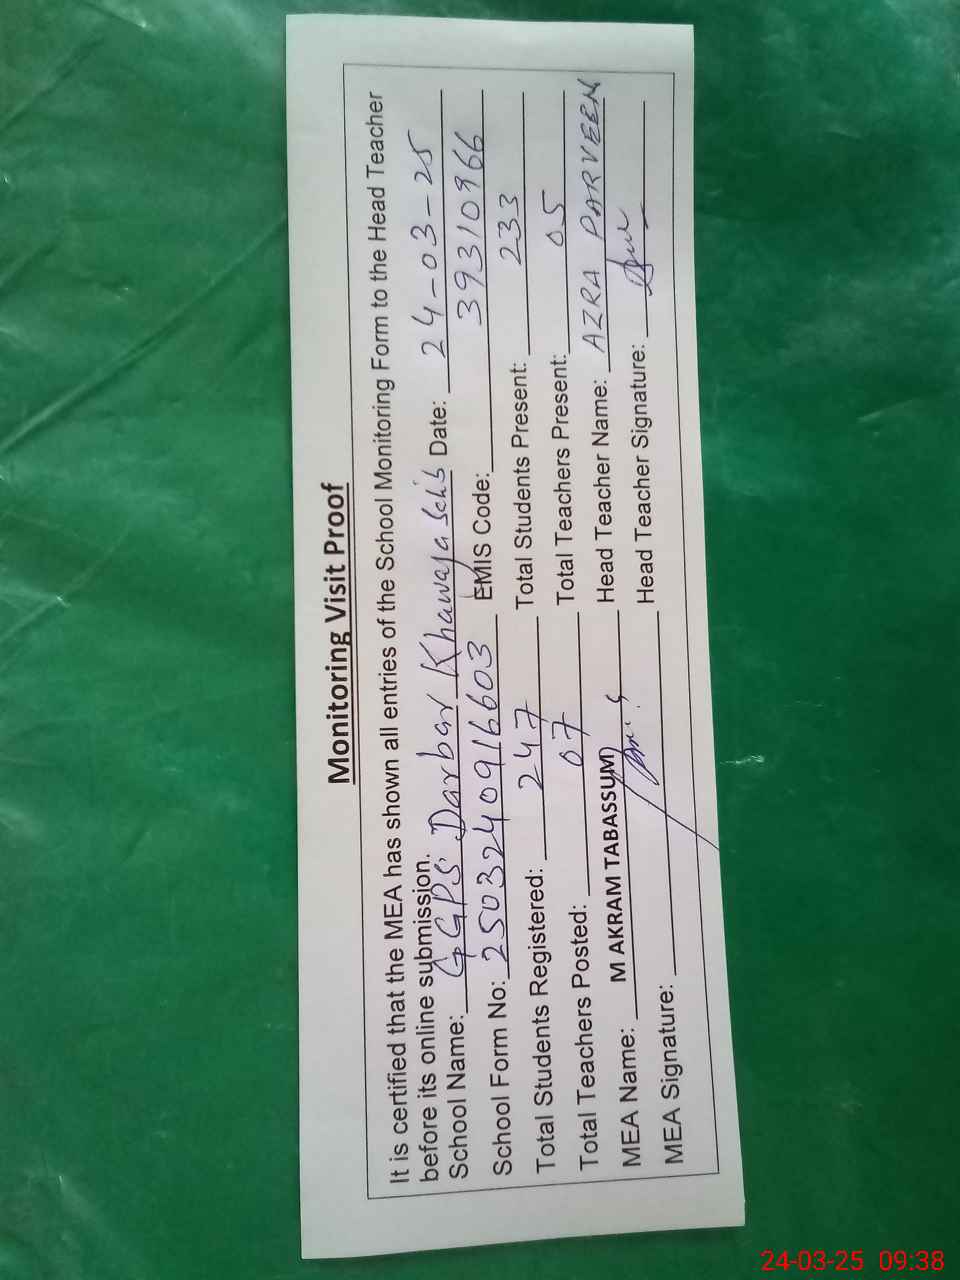 Monitoring Visit Proof
It is certified that the MEA has shown all entries of the School Monitoring Form to the Head Teacher
before its online submission.
School Name: GGPS Darbar Khawaja Date: 24-03-25
School Form No: 2503240916603 EMIS Code: 39310966
Total Students Registered: 247 Total Students Present: 233
Total Teachers Posted: 07 Total Teachers Present: 05
MEA Name: M AKRAM TABASSUM Head Teacher Name: AZRA PARVEEN
MEA Signature: Head Teacher Signature:
24-03-25 09:38